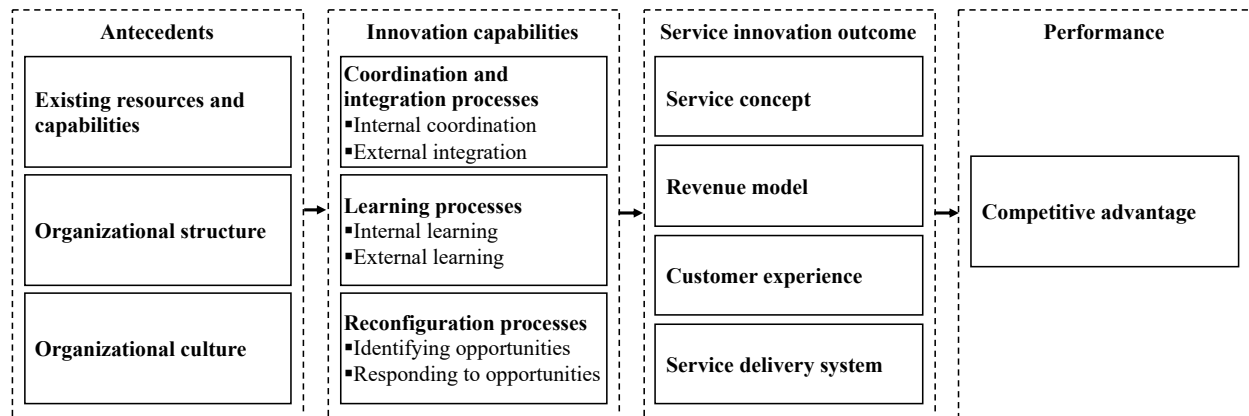 Antecedents
Existing resources and
capabilities
Organizational structure
Organizational culture
Innovation capabilities
Coordination and
integration processes
▪Internal coordination
▪External integration
Learning processes
▪Internal learning
▪External learning
Reconfiguration processes
▪Identifying opportunities
▪Responding to opportunities
Service innovation outcome
Service concept
Revenue model
Customer experience
Service delivery system
Performance
Competitive advantage